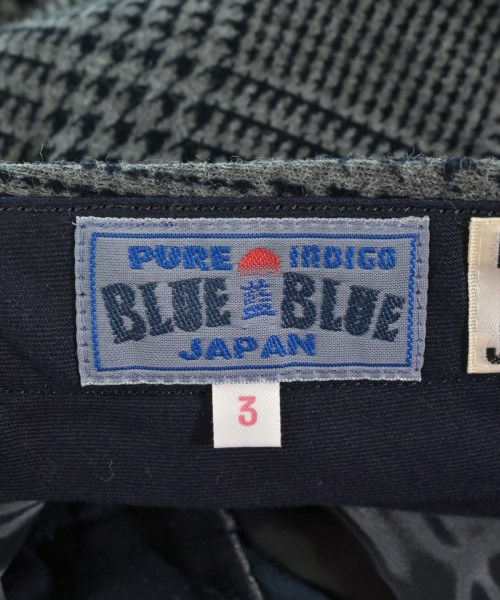 PURE INDIGO
BLUE 藍 BLUE
JAPAN
3